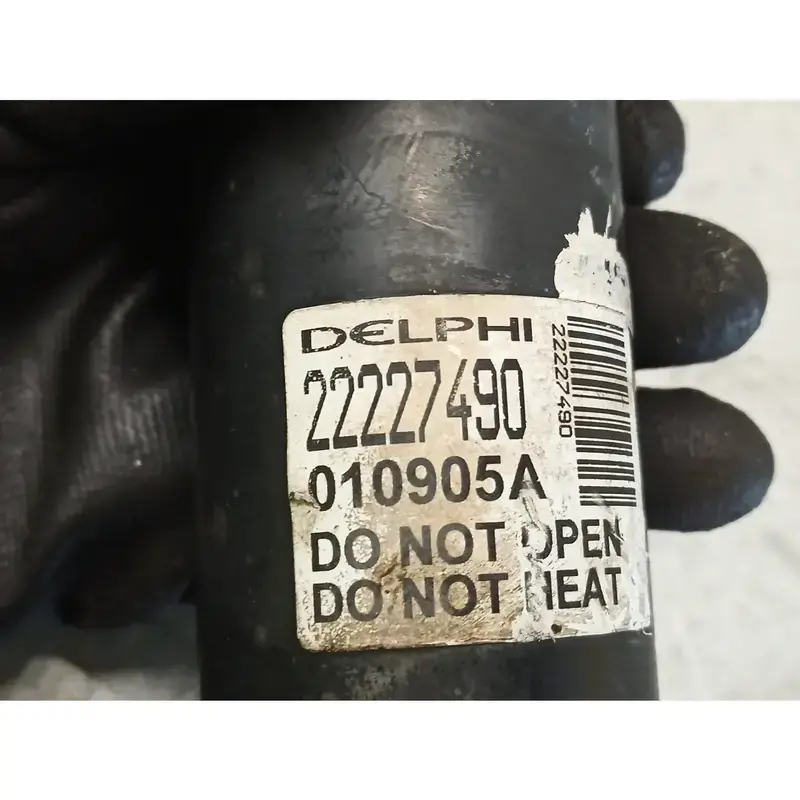 DELPHI
22227490
010905A
DO NOT OPEN
DO NOT HEAT
22227490